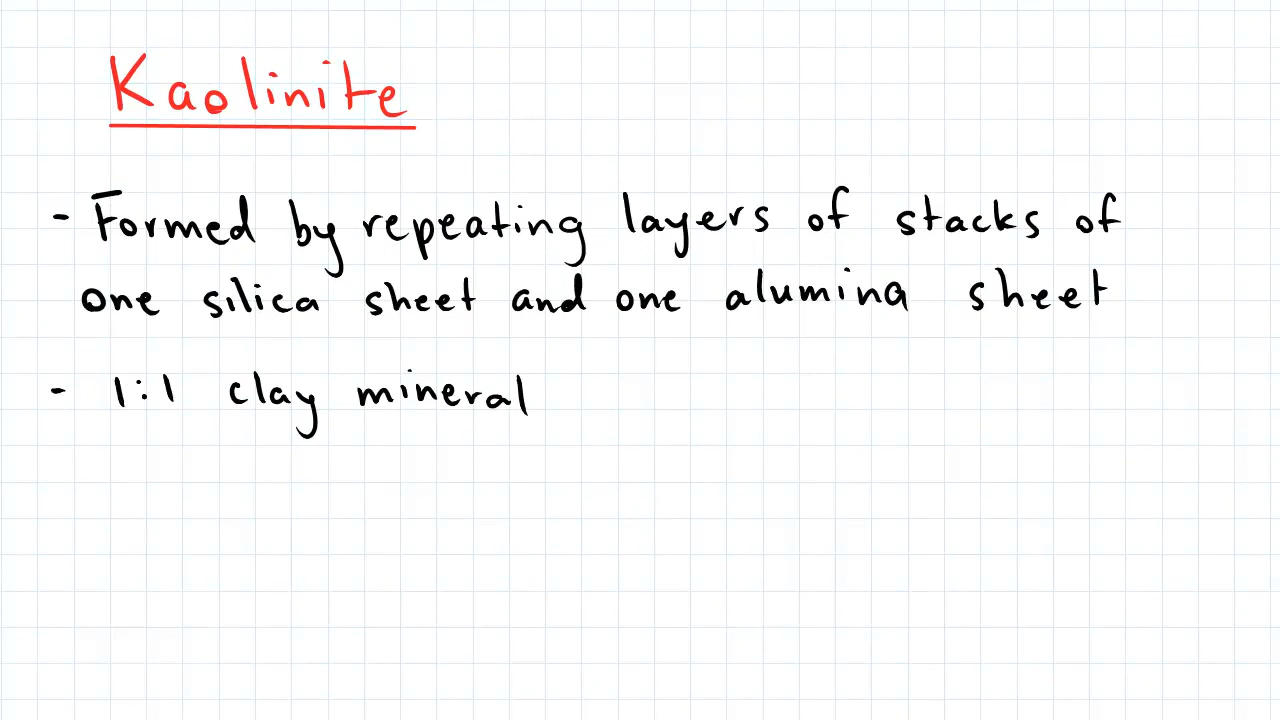 Kaolinite
- Formed by repeating layers of stacks of
one silica sheet and one alumina sheet
- 1:1 clay mineral